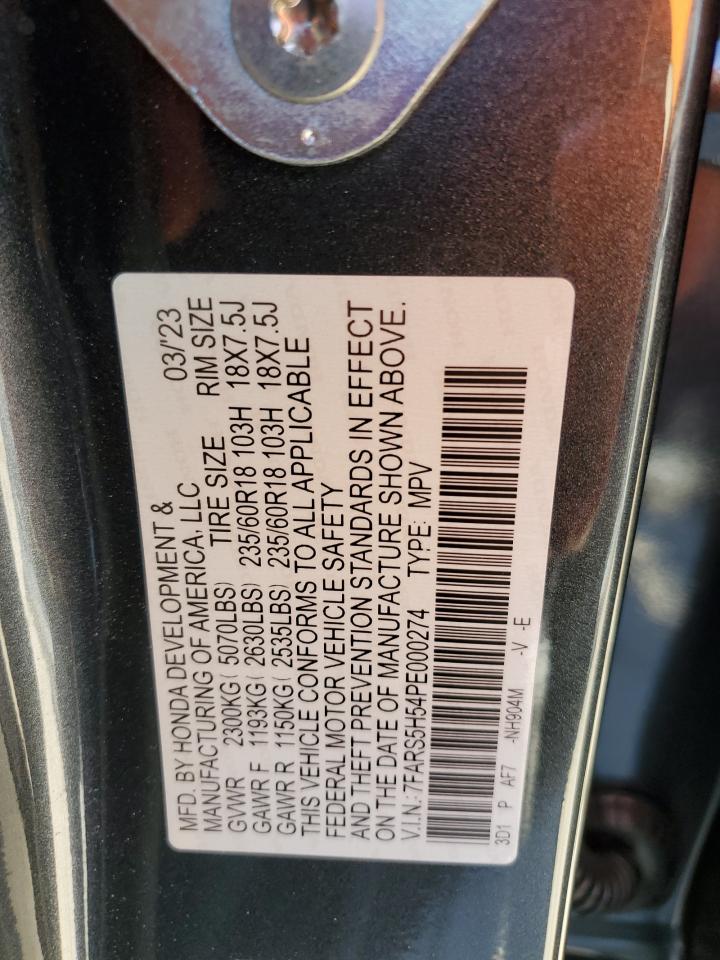 MFD. BY HONDA DEVELOPMENT & 03/'23
MANUFACTURING OF AMERICA, LLC
GVWR 2300KG( 5070LBS) TIRE SIZE RIM SIZE
GAWR F 1193KG( 2630LBS) 235/60R18 103H 18X7.5J
GAWR R 1150KG( 2535LBS) 235/60R18 103H 18X7.5J
THIS VEHICLE CONFORMS TO ALL APPLICABLE
FEDERAL MOTOR VEHICLE SAFETY
AND THEFT PREVENTION STANDARDS IN EFFECT
ON THE DATE OF MANUFACTURE SHOWN ABOVE.
V.I.N.: 7FARS5H54PE000274 TYPE: MPV
3D1 P AF7 -NH904M -V -E